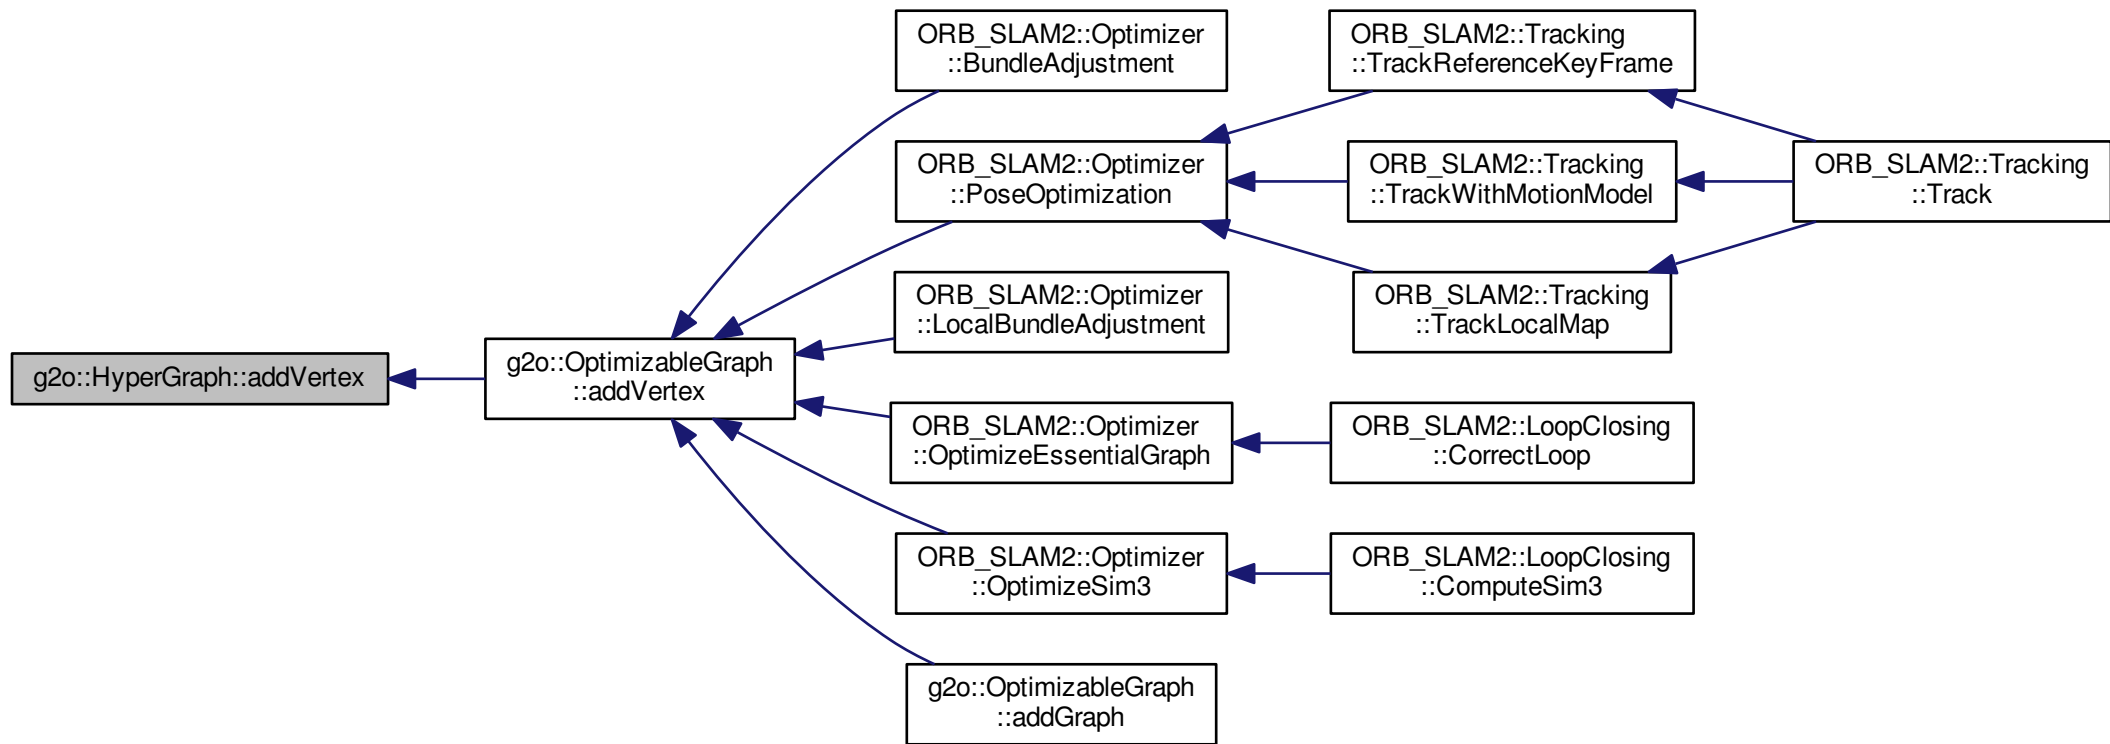 g2o::HyperGraph::addVertex
g2o::OptimizableGraph
::addVertex
ORB_SLAM2::Optimizer
::BundleAdjustment
ORB_SLAM2::Optimizer
::PoseOptimization
ORB_SLAM2::Optimizer
::LocalBundleAdjustment
ORB_SLAM2::Optimizer
::OptimizeEssentialGraph
ORB_SLAM2::Optimizer
::OptimizeSim3
g2o::OptimizableGraph
::addGraph
ORB_SLAM2::Tracking
::TrackReferenceKeyFrame
ORB_SLAM2::Tracking
::TrackWithMotionModel
ORB_SLAM2::Tracking
::TrackLocalMap
ORB_SLAM2::LoopClosing
::CorrectLoop
ORB_SLAM2::LoopClosing
::ComputeSim3
ORB_SLAM2::Tracking
::Track